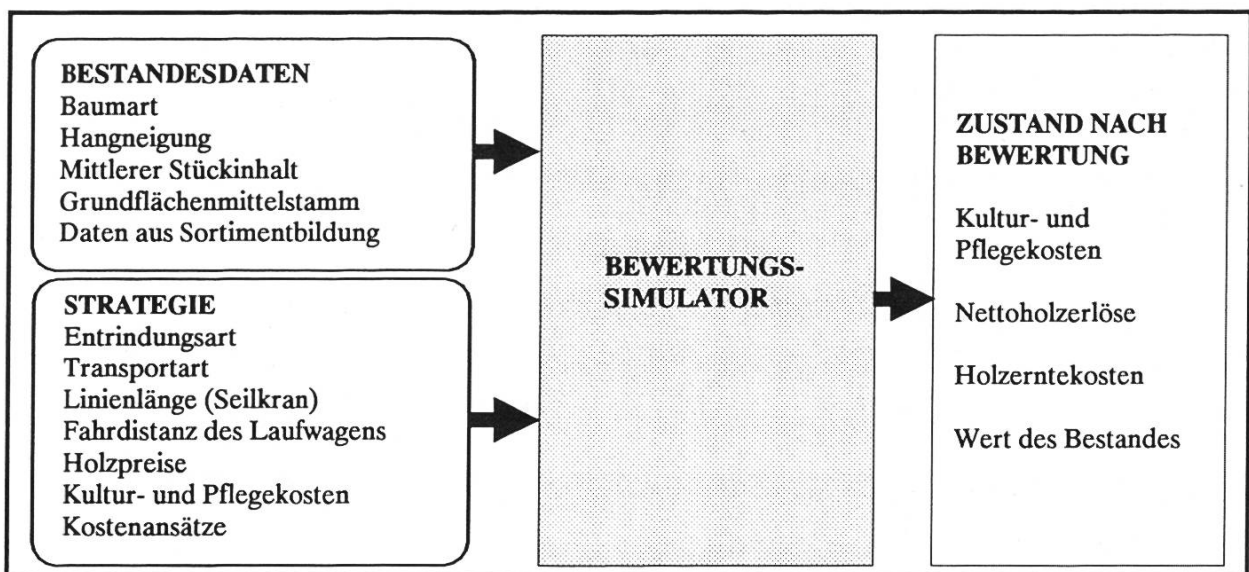 BESTANDESDATEN
Baumart
Hangneigung
Mittlerer Stückinhalt
Grundflächenmittelstamm
Daten aus Sortimentbildung
STRATEGIE
Entrindungsart
Transportart
Linienlänge (Seilkran)
Fahrdistanz des Laufwagens
Holzpreise
Kultur- und Pflegekosten
Kostenansätze
BEWERTUNGS-
SIMULATOR
ZUSTAND NACH
BEWERTUNG
Kultur- und
Pflegekosten
Nettoholzerlöse
Holzerntekosten
Wert des Bestandes